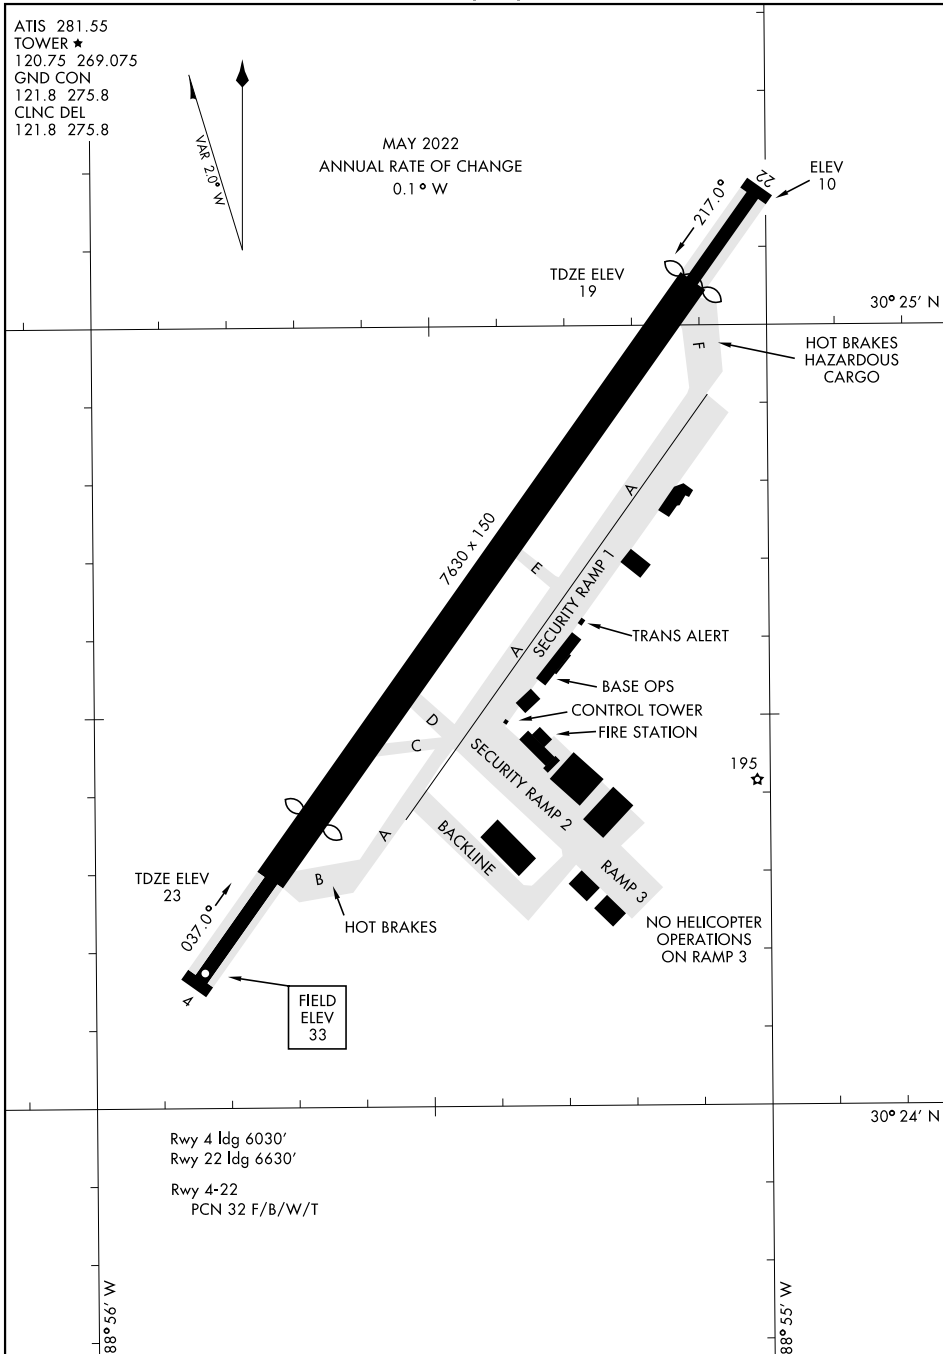 ATIS 281.55
TOWER ★
120.75 269.075
GND CON
121.8 275.8
CLNC DEL
121.8 275.8
VAR 2.0° W
MAY 2022
ANNUAL RATE OF CHANGE
0.1° W
22
ELEV
10
217.0°
TDZE ELEV
19
30° 25' N
F
HOT BRAKES
HAZARDOUS
CARGO
A
7630 x 150
E
SECURITY RAMP 1
TRANS ALERT
A
BASE OPS
CONTROL TOWER
D
FIRE STATION
C
SECURITY RAMP 2
195
A
BACKLINE
RAMP 3
B
TDZE ELEV
23
037.0°
HOT BRAKES
NO HELICOPTER
OPERATIONS
ON RAMP 3
4
FIELD
ELEV
33
30° 24' N
Rwy 4 ldg 6030'
Rwy 22 ldg 6630'
Rwy 4-22
PCN 32 F/B/W/T
88° 56' W
88° 55' W